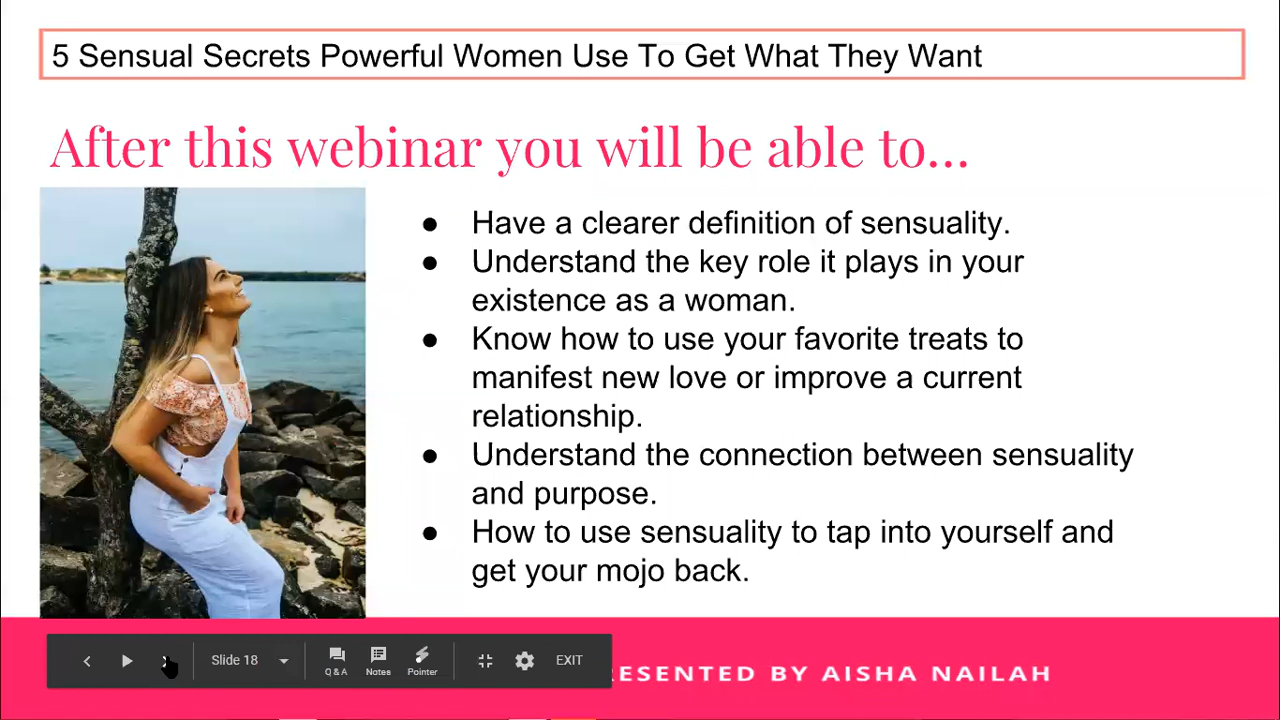 5 Sensual Secrets Powerful Women Use To Get What They Want
After this webinar you will be able to...
● Have a clearer definition of sensuality.
● Understand the key role it plays in your
existence as a woman.
● Know how to use your favorite treats to
manifest new love or improve a current
relationship.
● Understand the connection between sensuality
and purpose.
● How to use sensuality to tap into yourself and
get your mojo back.
Slide 18
Q & A
Notes
Pointer
EXIT
ESENTED BY AISHA NAILAH